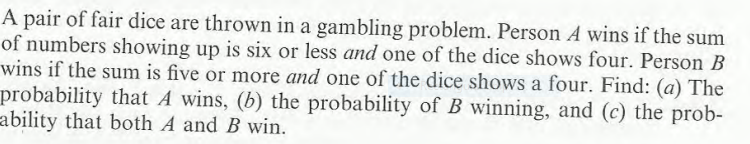 A pair of fair dice are thrown in a gambling problem. Person A wins if the sum
of numbers showing up is six or less and one of the dice shows four. Person B
wins if the sum is five or more and one of the dice shows a four. Find: (a) The
probability that A wins, (b) the probability of B winning, and (c) the prob-
ability that both A and B win.